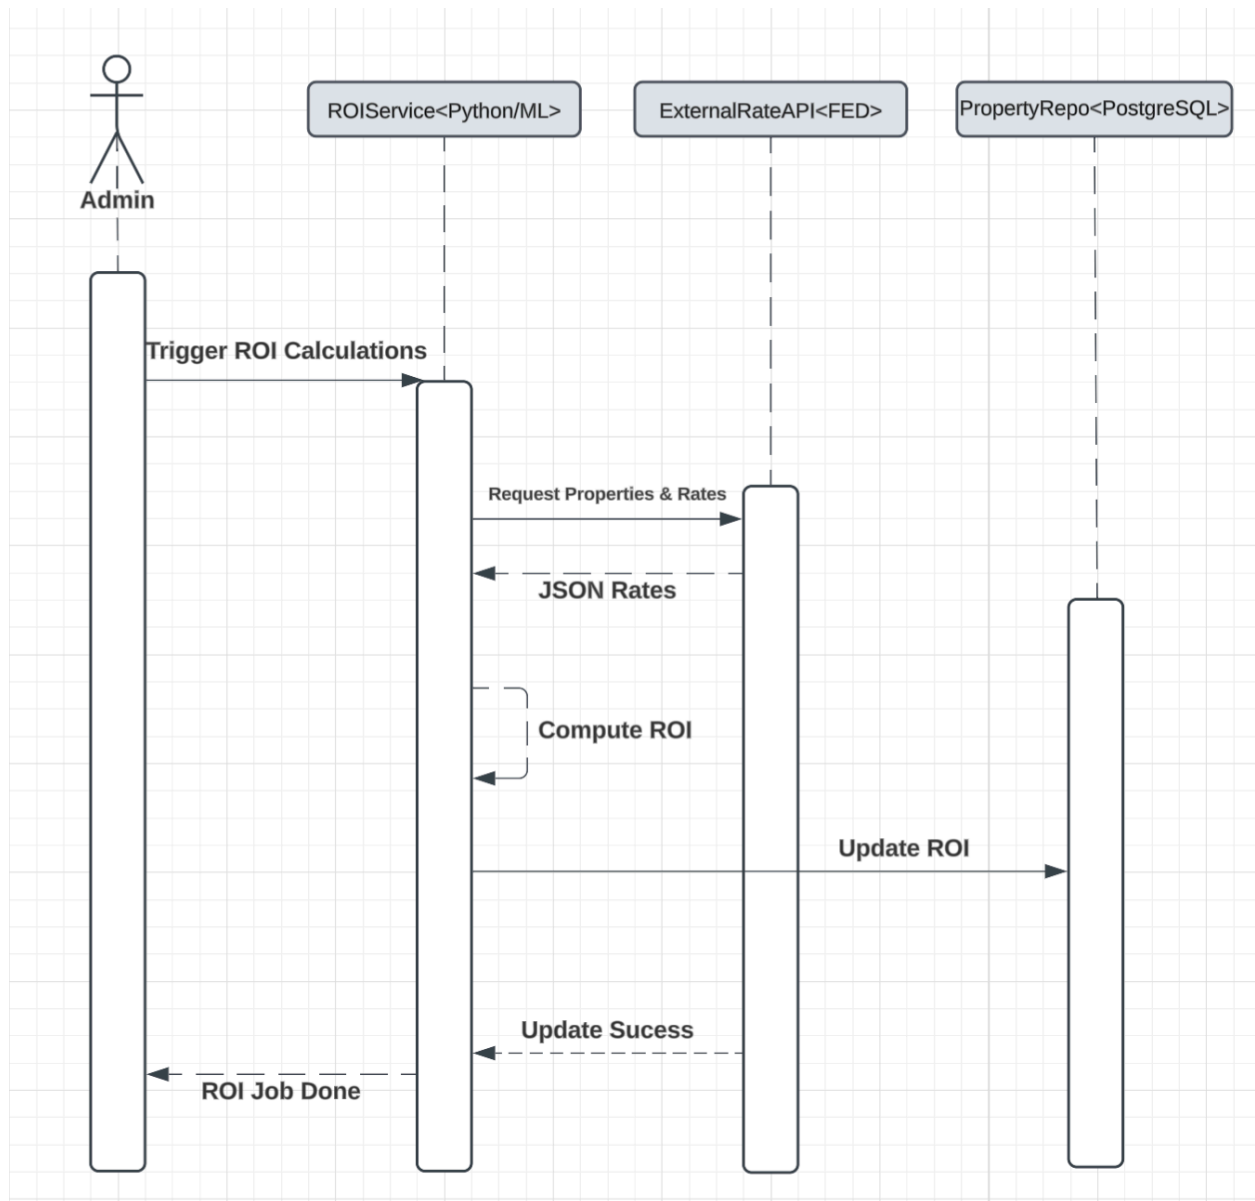 ROIService<Python/ML>
ExternalRateAPI<FED>
PropertyRepo<PostgreSQL>
Admin
Trigger ROI Calculations
Request Properties & Rates
JSON Rates
Compute ROI
Update ROI
Update Sucess
ROI Job Done